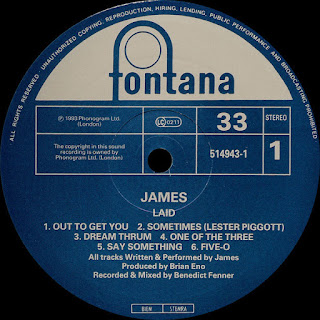 ALL RIGHTS RESERVED · UNAUTHORIZED COPYING, REPRODUCTION, HIRING, LENDING, PUBLIC PERFORMANCE AND BROADCASTING PROHIBITED
fontana
℗ 1993 Phonogram Ltd.
(London)
LC 0211
33
STEREO
The copyright in this sound
recording is owned by
Phonogram Ltd. (London)
514943-1
1
JAMES
LAID
1. OUT TO GET YOU 2. SOMETIMES (LESTER PIGGOTT)
3. DREAM THRUM 4. ONE OF THE THREE
5. SAY SOMETHING 6. FIVE-O
All tracks Written & Performed by James
Produced by Brian Eno
Recorded & Mixed by Benedict Fenner
BIEM
STEMRA